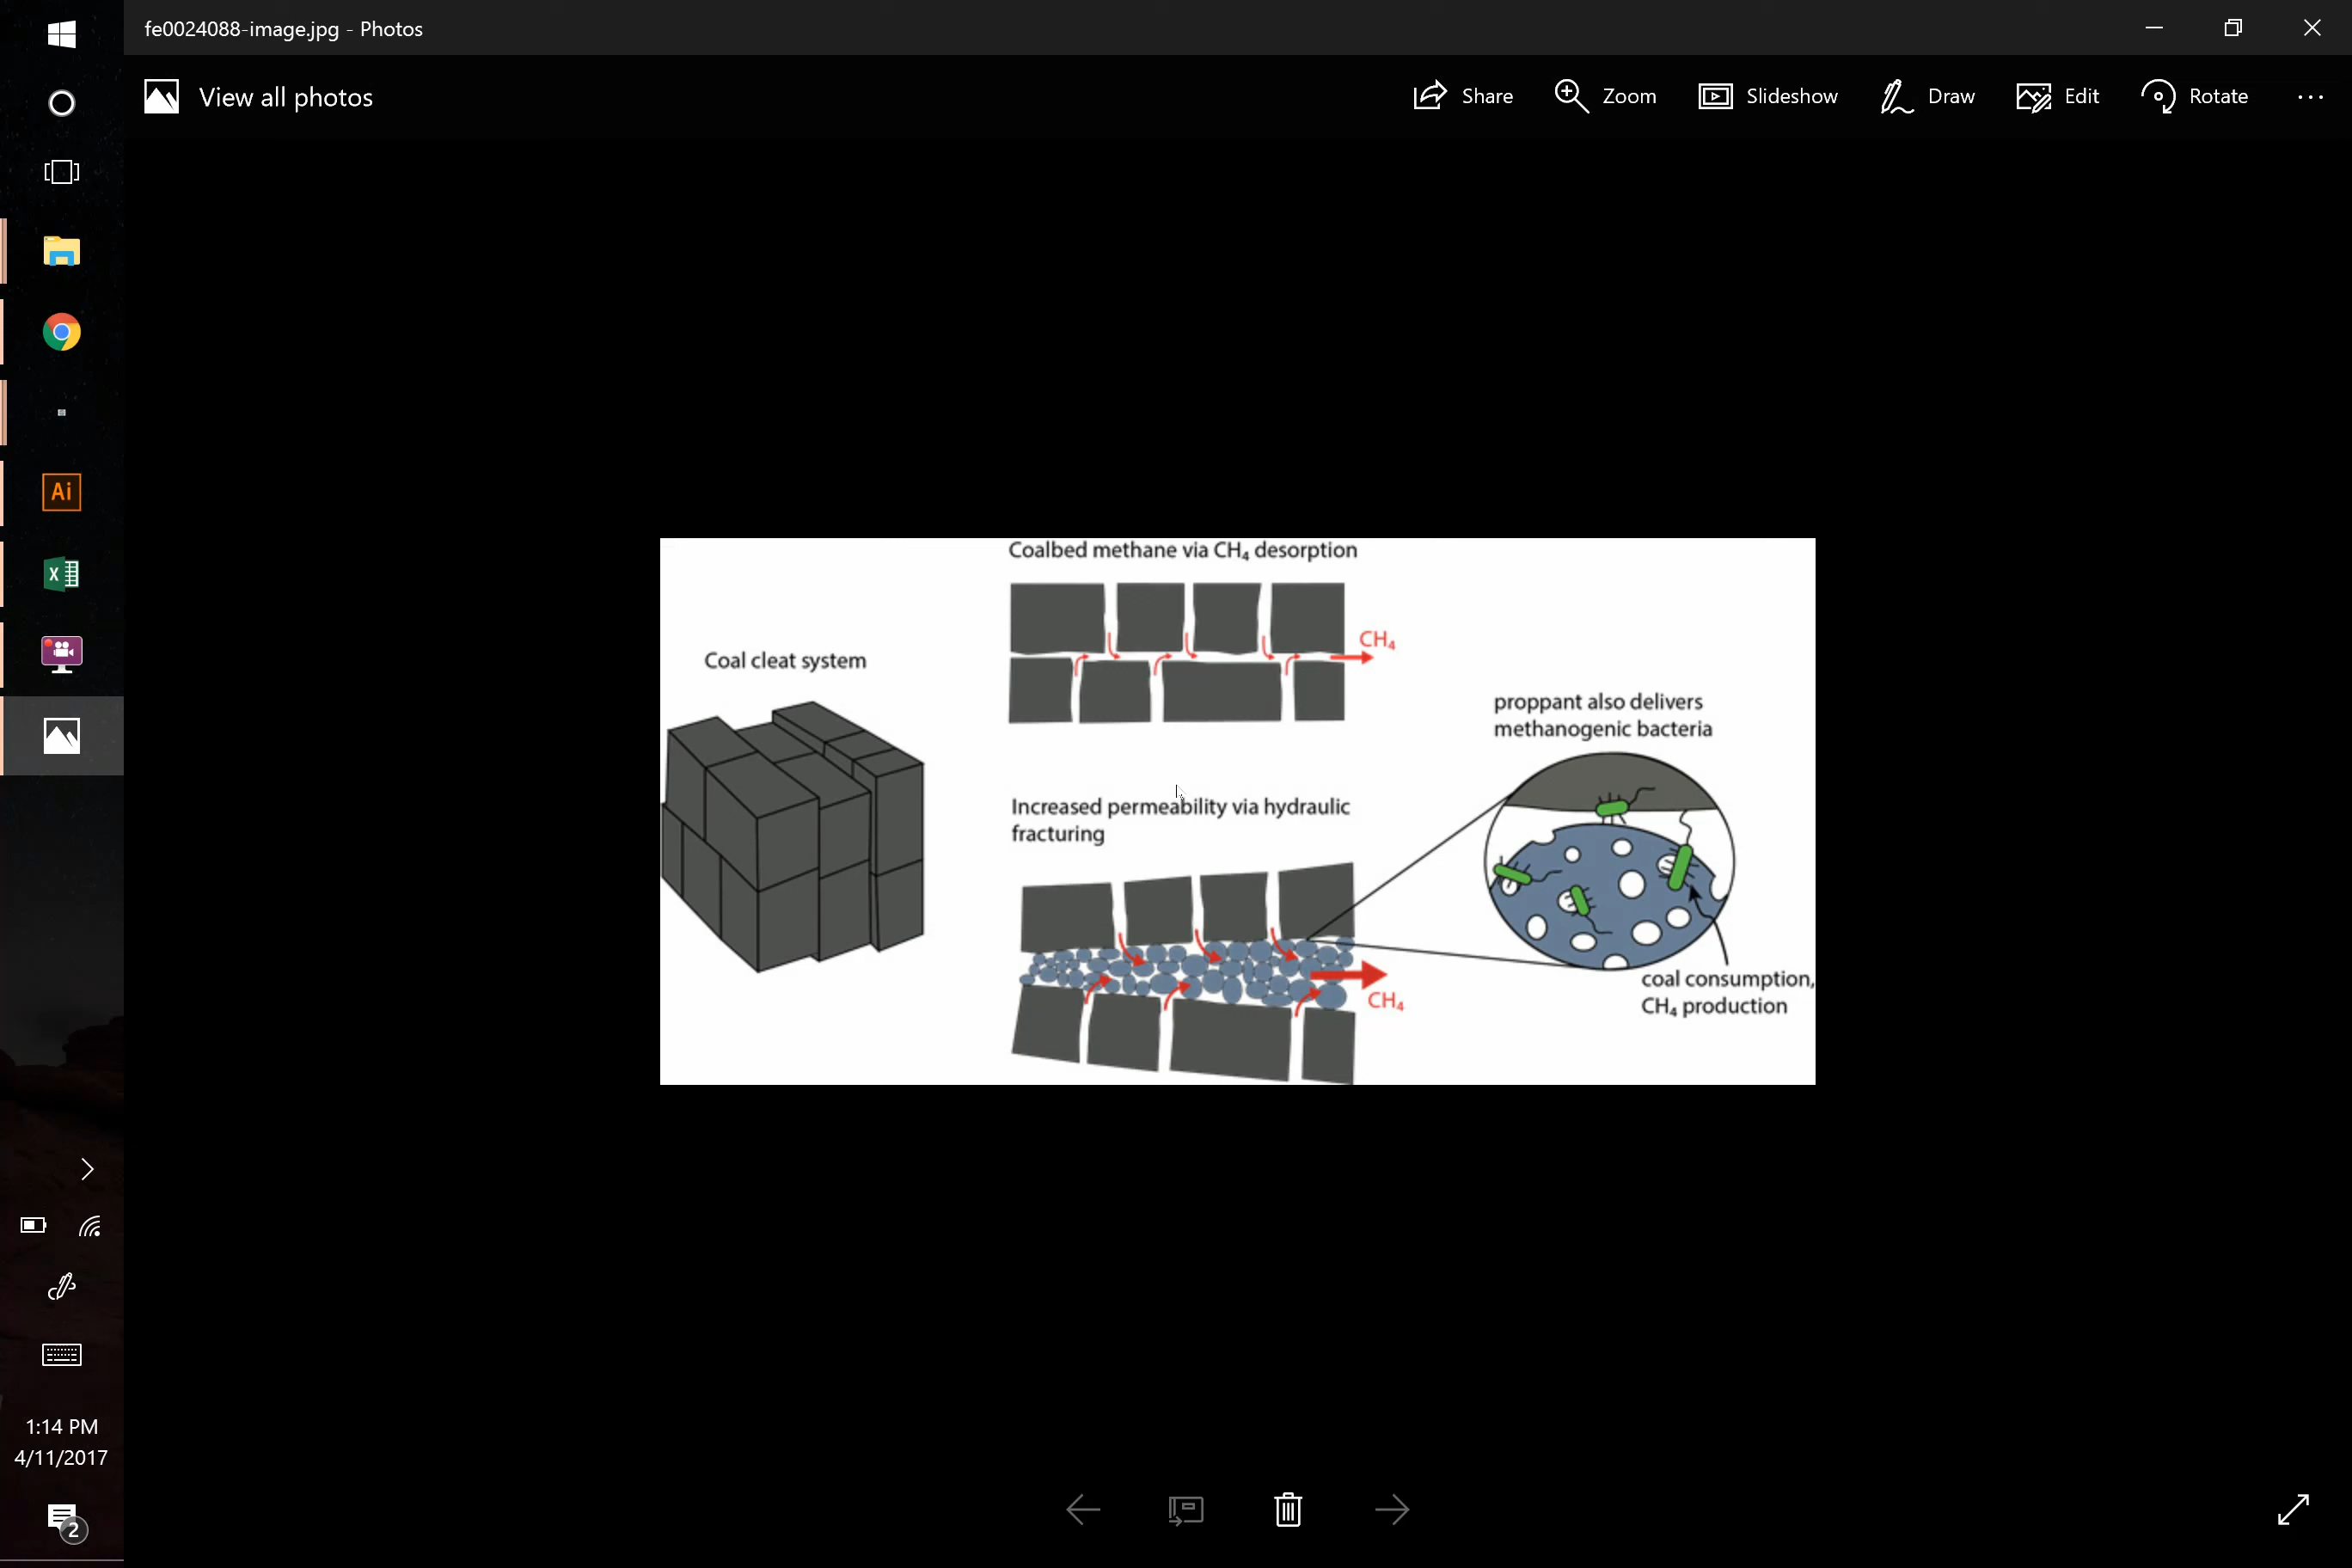 fe0024088-image.jpg - Photos
View all photos
Share
Zoom
Slideshow
Draw
Edit
Rotate
Ai
X
Coalbed methane via CH₄ desorption
CH₄
Coal cleat system
proppant also delivers
methanogenic bacteria
Increased permeability via hydraulic
fracturing
CH₄
coal consumption,
CH₄ production
1:14 PM
4/11/2017
2